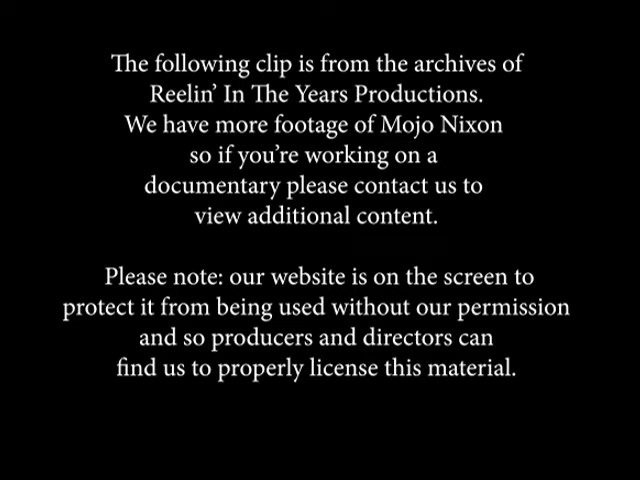 The following clip is from the archives of
Reelin’ In The Years Productions.
We have more footage of Mojo Nixon
so if you’re working on a
documentary please contact us to
view additional content.
Please note: our website is on the screen to
protect it from being used without our permission
and so producers and directors can
find us to properly license this material.